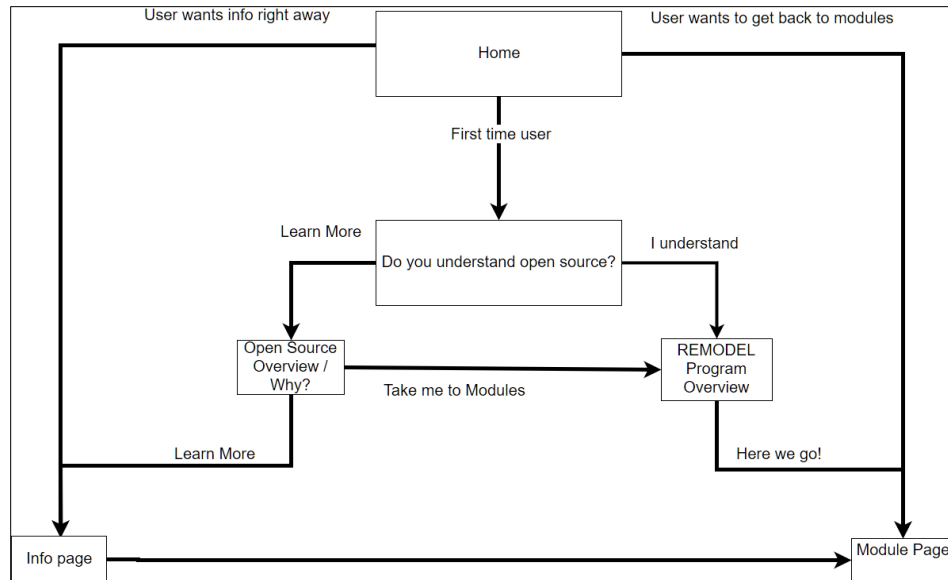 User wants info right away
User wants to get back to modules
Home
First time user
Learn More
I understand
Do you understand open source?
Open Source
Overview /
Why?
REMODEL
Program
Overview
Take me to Modules
Learn More
Here we go!
Info page
Module Page